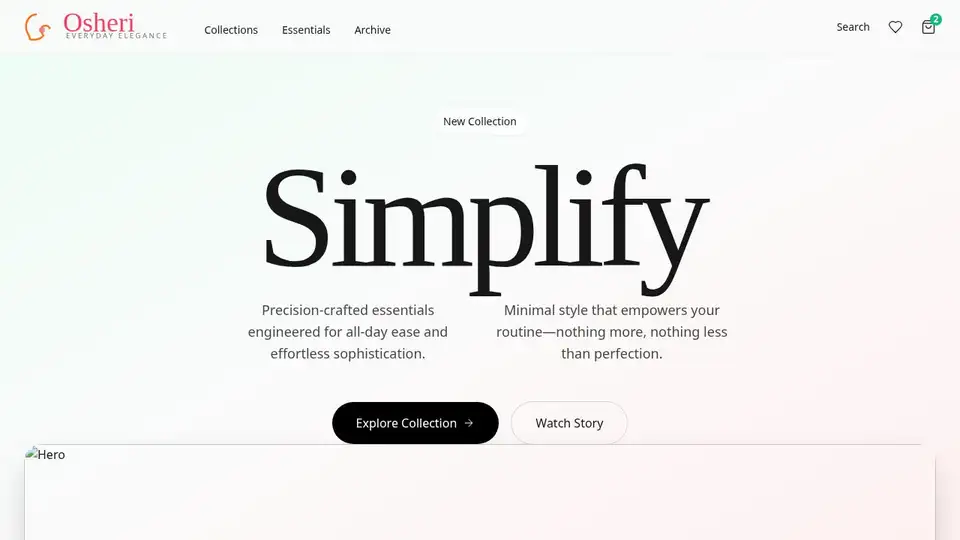 Osheri
EVERYDAY ELEGANCE
Collections
Essentials
Archive
Search
2
New Collection
Simplify
Precision-crafted essentials
engineered for all-day ease and
effortless sophistication.
Minimal style that empowers your
routine—nothing more, nothing less
than perfection.
Explore Collection →
Watch Story
Hero